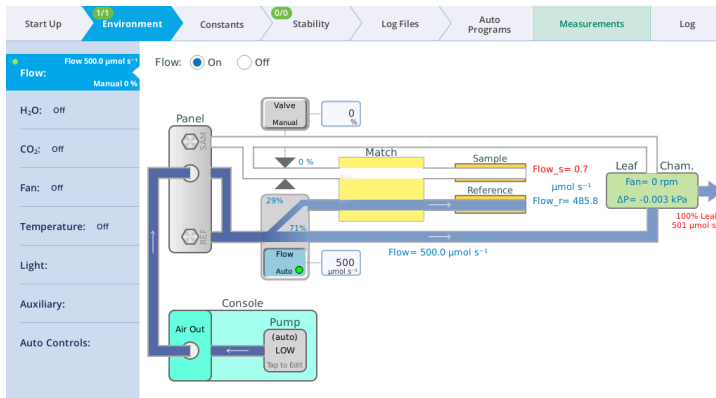 1/1
0/0
Start Up
Environment
Constants
Stability
Log Files
Auto
Programs
Measurements
Log
Flow 500.0 µmol s⁻¹
Flow:
Manual 0 %
H₂O: Off
CO₂: Off
Fan: Off
Temperature: Off
Light:
Auxiliary:
Auto Controls:
Flow: On Off
Valve
Manual
0
%
Panel
SAM
REF
0 %
Match
Sample
Reference
Flow_s= 0.7
µmol s⁻¹
Flow_r= 485.8
Leaf Cham.
Fan= 0 rpm
ΔP= -0.003 kPa
100% Leal
501 µmol s
29%
71%
Flow
Auto
500
µmol s⁻¹
Flow= 500.0 µmol s⁻¹
Console
Air Out
Pump
(auto)
LOW
Tap to Edit